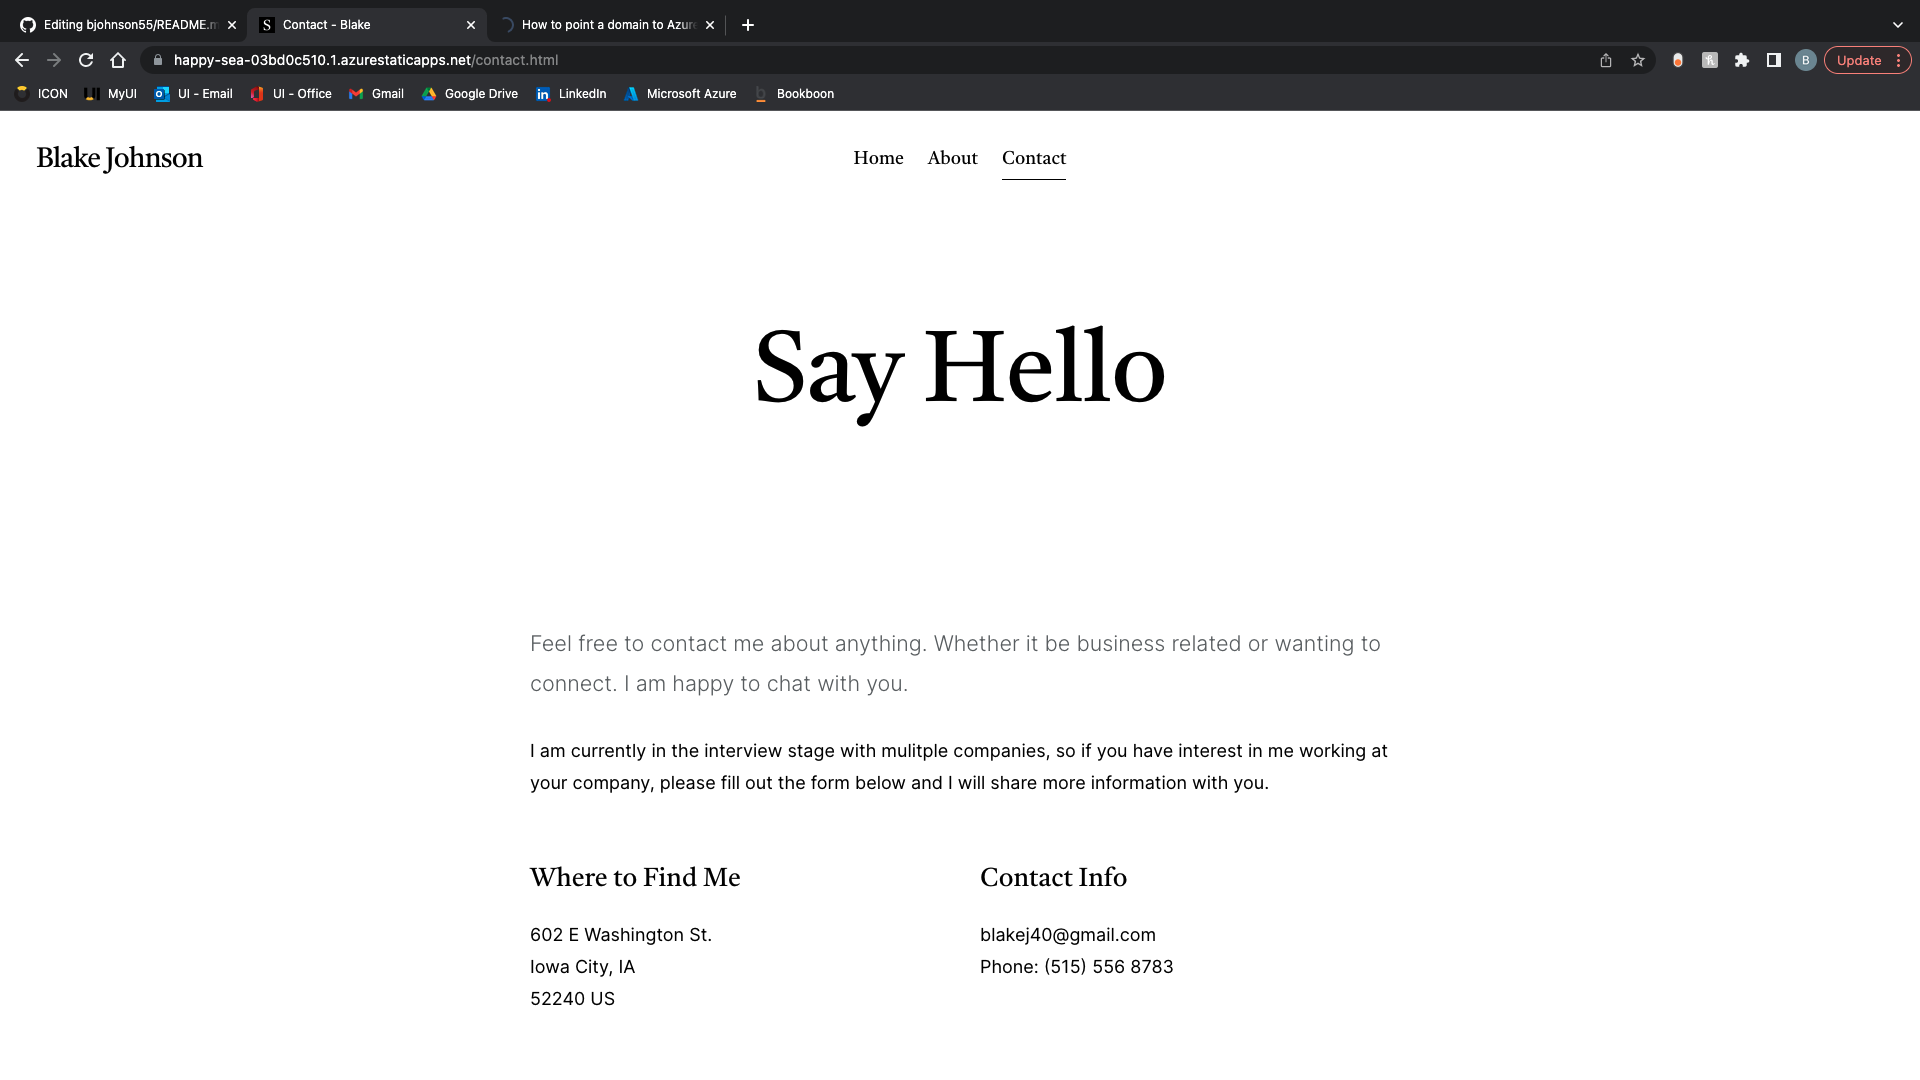 Editing bjohnson55/README.m
Contact - Blake
How to point a domain to Azure
happy-sea-03bd0c510.1.azurestaticapps.net/contact.html
B
Update
ICON
MyUI
UI - Email
UI - Office
Gmail
Google Drive
LinkedIn
Microsoft Azure
Bookboon
Blake Johnson
Home
About
Contact
Say Hello
Feel free to contact me about anything. Whether it be business related or wanting to
connect. I am happy to chat with you.
I am currently in the interview stage with mulitple companies, so if you have interest in me working at
your company, please fill out the form below and I will share more information with you.
Where to Find Me
602 E Washington St.
Iowa City, IA
52240 US
Contact Info
blakej40@gmail.com
Phone: (515) 556 8783